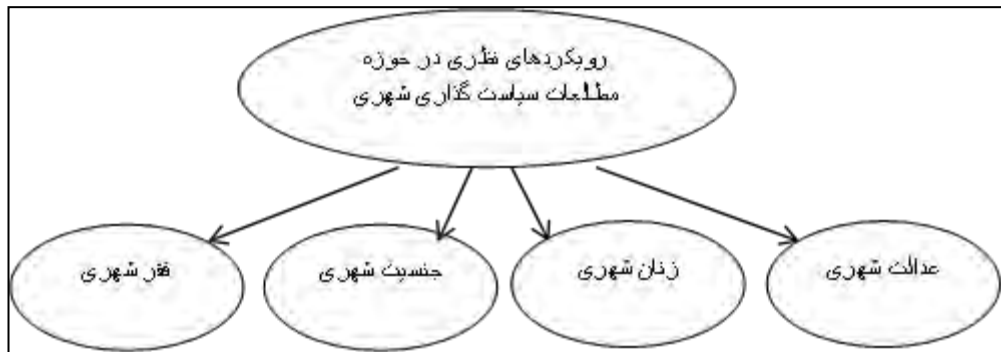 رویکردهای نظری در حوزه
مطالعات سیاست گذاری شهری
عدالت شهری
زنان شهری
جنسیت شهری
فقر شهری